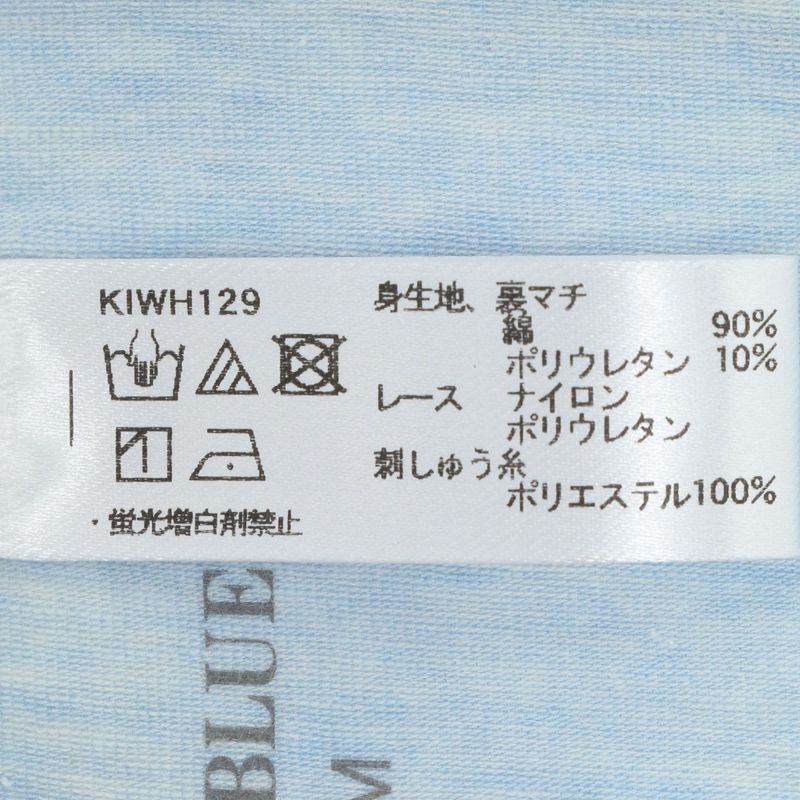 KIWH129
・蛍光増白剤禁止
身生地、裏マチ
綿 90%
ポリウレタン 10%
レース ナイロン
ポリウレタン
刺しゅう糸
ポリエステル100%
BLUE
M